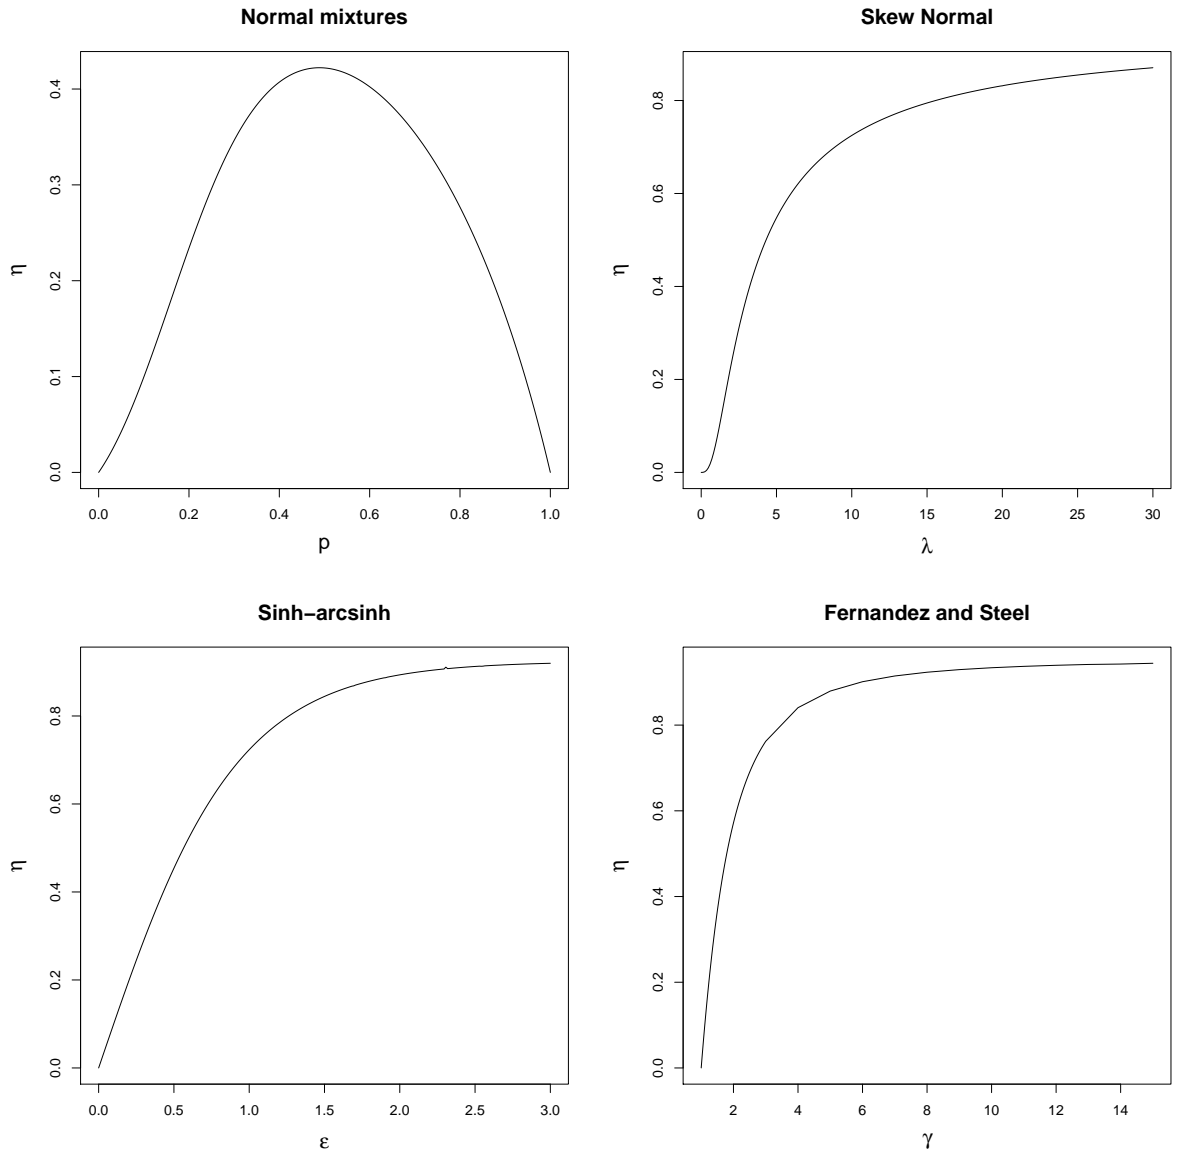 Normal mixtures
η
0.0 0.1 0.2 0.3 0.4
0.0 0.2 0.4 0.6 0.8 1.0
p
Skew Normal
η
0.0 0.2 0.4 0.6 0.8
0 5 10 15 20 25 30
λ
Sinh−arcsinh
η
0.0 0.2 0.4 0.6 0.8
0.0 0.5 1.0 1.5 2.0 2.5 3.0
ε
Fernandez and Steel
η
0.0 0.2 0.4 0.6 0.8
2 4 6 8 10 12 14
γ